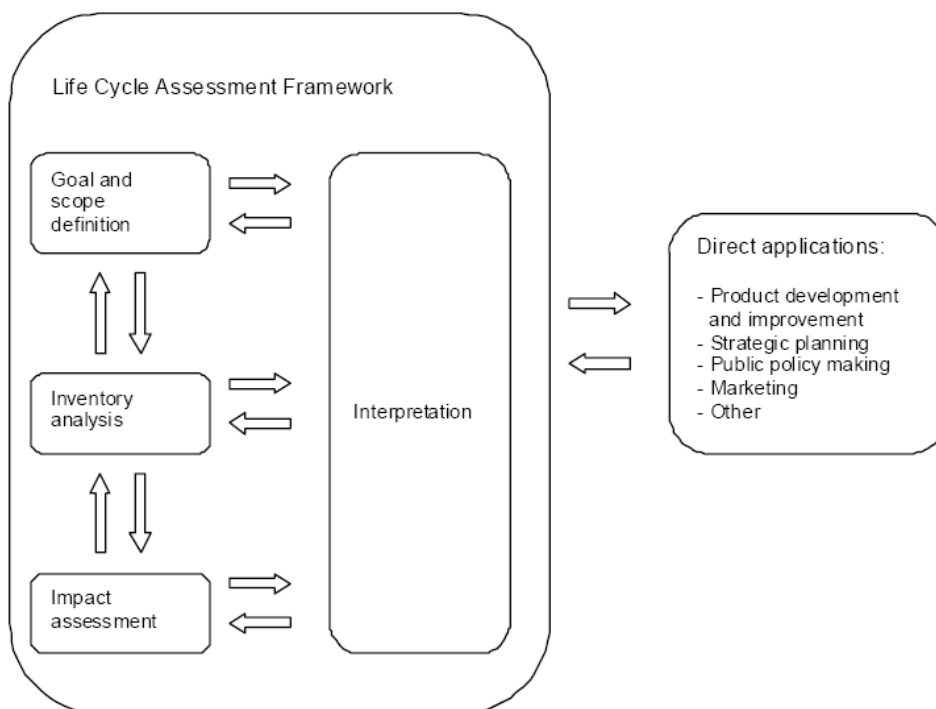 Life Cycle Assessment Framework
Goal and
scope
definition
Inventory
analysis
Impact
assessment
Interpretation
Direct applications:
- Product development
and improvement
- Strategic planning
- Public policy making
- Marketing
- Other